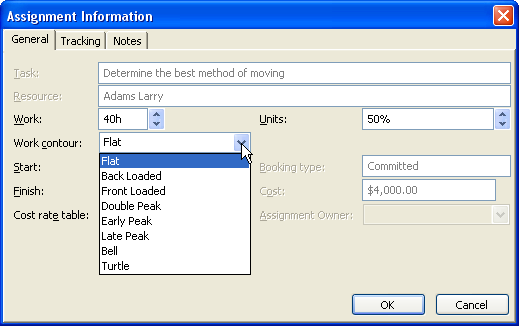 Assignment Information
General Tracking Notes
Task: Determine the best method of moving
Resource: Adams Larry
Work: 40h Units: 50%
Work contour: Flat
Start: Flat Booking type: Committed
Back Loaded
Finish: Front Loaded Cost: $4,000.00
Double Peak
Cost rate table: Early Peak Assignment Owner:
Late Peak
Bell
Turtle
OK Cancel